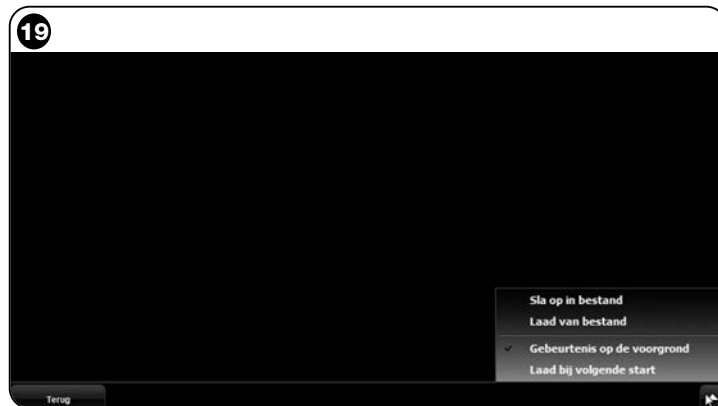 19
Sla op in bestand
Laad van bestand
Gebeurtenis op de voorgrond
Laad bij volgende start
Terug